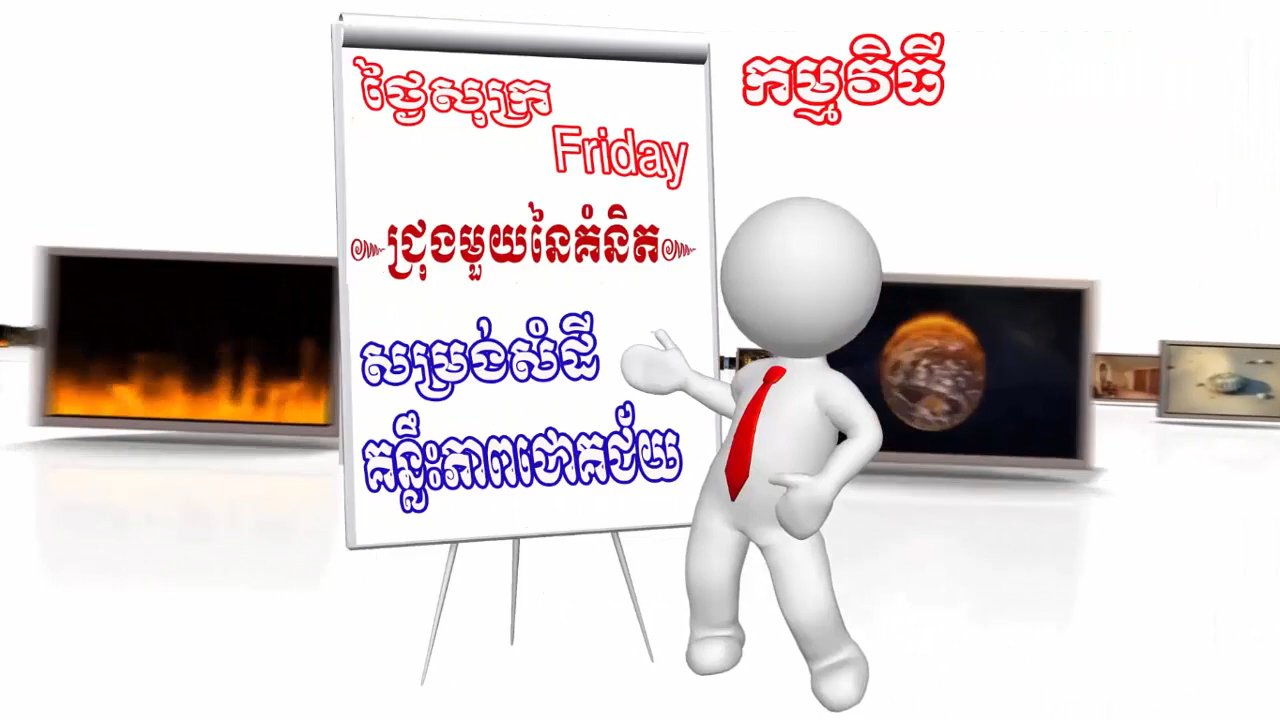 កម្មវិធី
ថ្ងៃសុក្រ
Friday
ជ្រុងមួយនៃគំនិត
សម្រង់សំដី
គន្លឹះភាពជោគជ័យ